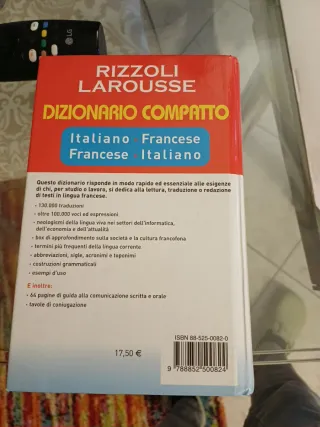 LG
RIZZOLI
LAROUSSE
DIZIONARIO COMPATTO
Italiano - Francese
Francese - Italiano
Questo dizionario risponde in modo rapido ed essenziale alle esigenze
di chi, per studio o lavoro, si dedica alla lettura, traduzione o redazione
di testi in lingua francese.
- 130.000 traduzioni
- oltre 100.000 voci ed espressioni
- neologismi della lingua viva nei settori dell'informatica,
dell'economia e dell'attualità
- box di approfondimento sulla società e la cultura francofona
- termini più frequenti della lingua corrente
- abbreviazioni, sigle, acronimi e toponimi
- costruzioni grammaticali
- esempi d'uso
E inoltre:
- 64 pagine di guida alla comunicazione scritta e orale
- tavole di coniugazione
ISBN 88-525-0082-0
17,50 €
9 788852 500824